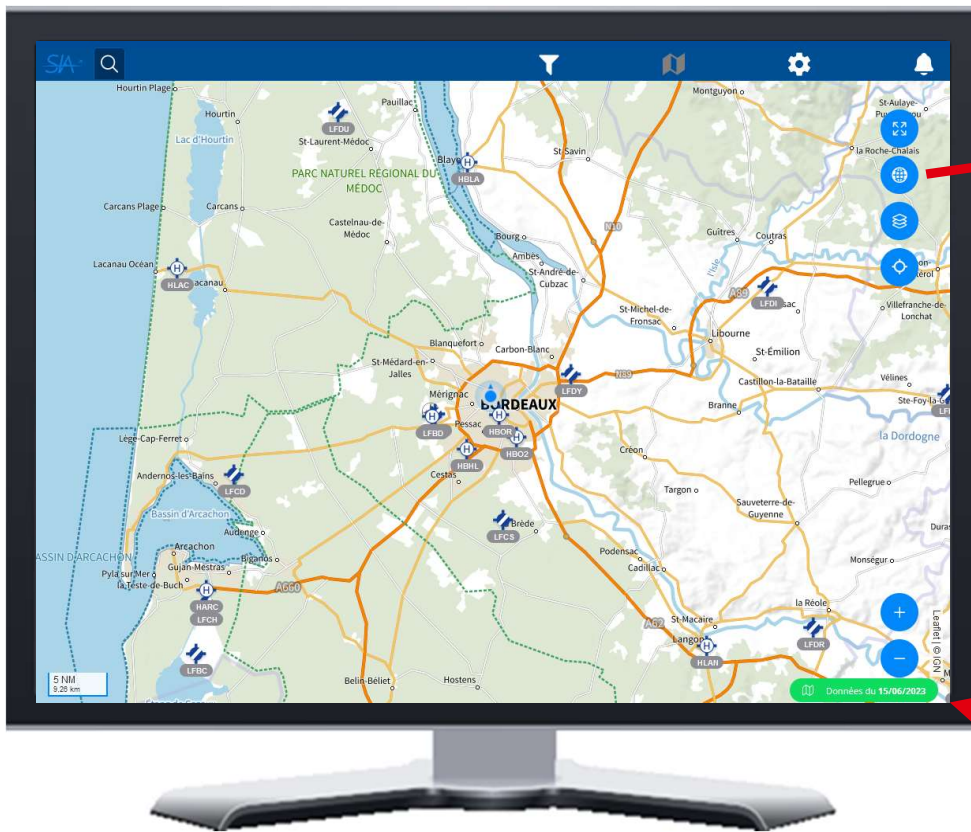 SIA
Hourtin Plage
Hourtin
Lac d'Hourtin
Pauillac
LFDU
St-Laurent-Médoc
Montguyon
St-Aulaye-
la Roche-Chalais
Blaye
HBLA
St-Savin
PARC NATUREL RÉGIONAL DU
MÉDOC
Carcans Plage
Carcans
Castelnau-de-
Médoc
Bourg
N10
Guîtres
Coutras
l'Isle
Lacanau Océan
HLAC
Ambès
St-André-de-
Cubzac
A89
LFDI
St-Michel-de-
Fronsac
Villefranche-de-
Lonchat
Libourne
Blanquefort
Carbon-Blanc
St-Émilion
St-Médard-en-
Jalles
N89
LFDY
Castillon-la-Bataille
Vélines
Mérignac
BORDEAUX
Branne
LFBD
Pessac
HBOR
HBO2
HBHL
la Dordogne
Lège-Cap-Ferret
Créon
Cestas
Andernos-les-Bains
LFCD
Targon
Pellegrue
Sauveterre-de-
Guyenne
Bassin d'Arcachon
Audenge
Brède
LFCS
Arcachon
Biganos
Podensac
Cadillac
Monségur
Gujan-Mestras
Pyla sur Mer
la Teste-de-Buch
A660
HARC
LFCH
la Réole
St-Macaire
A62
Langon
HLAN
LFDR
LFBC
Belin-Béliet
Hostens
5 NM
9.26 km
Leaflet | © IGN
Données du 15/06/2023